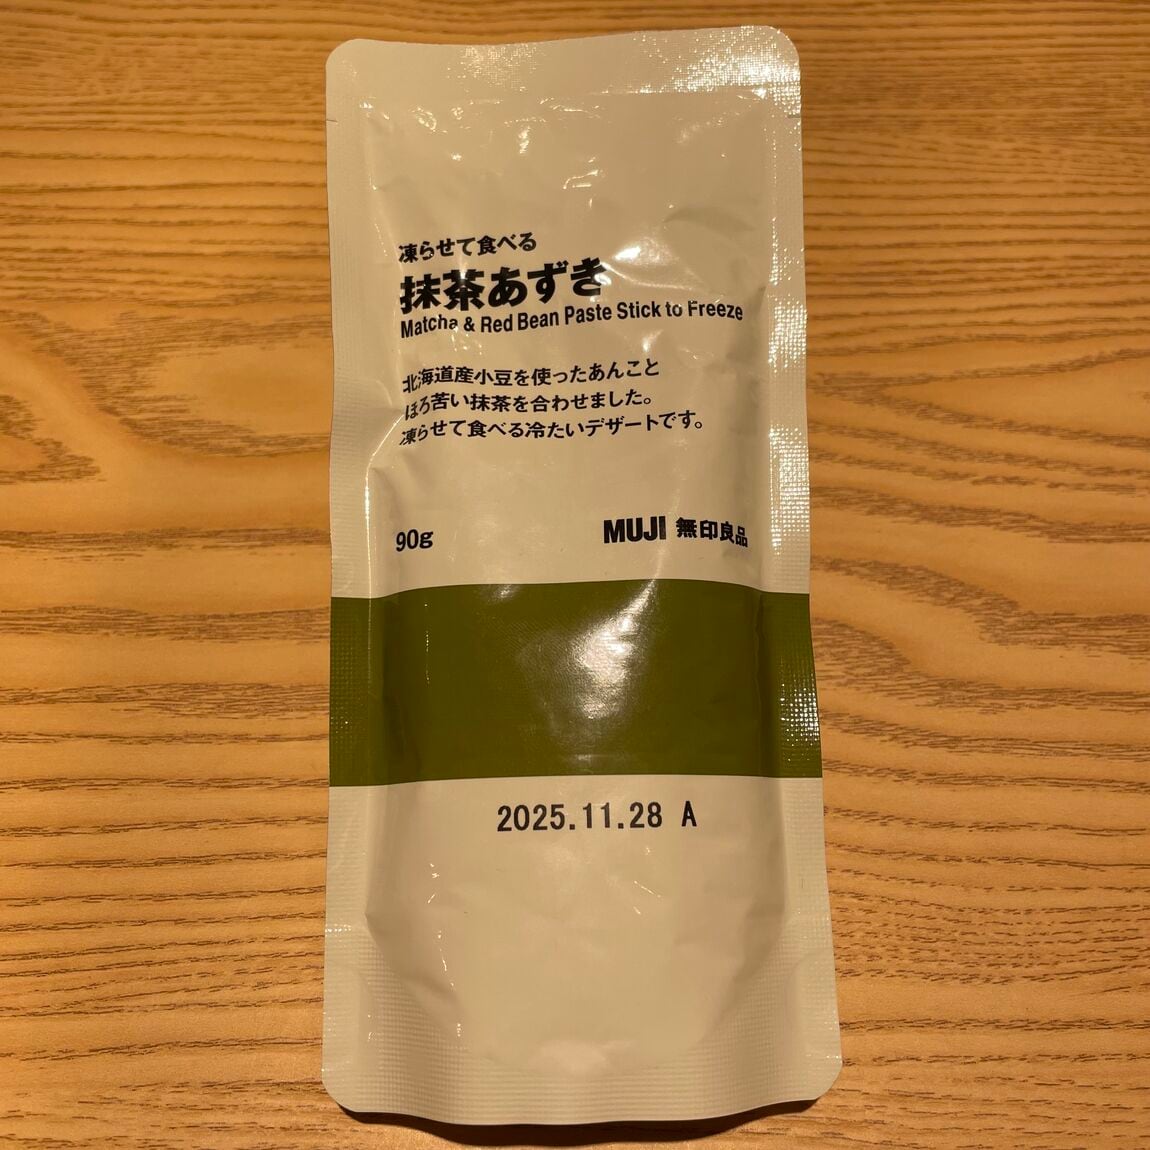 凍らせて食べる
抹茶あずき
Matcha & Red Bean Paste Stick to Freeze
北海道産小豆を使ったあんこと
ほろ苦い抹茶を合わせました。
凍らせて食べる冷たいデザートです。
90g
MUJI 無印良品
2025.11.28 A